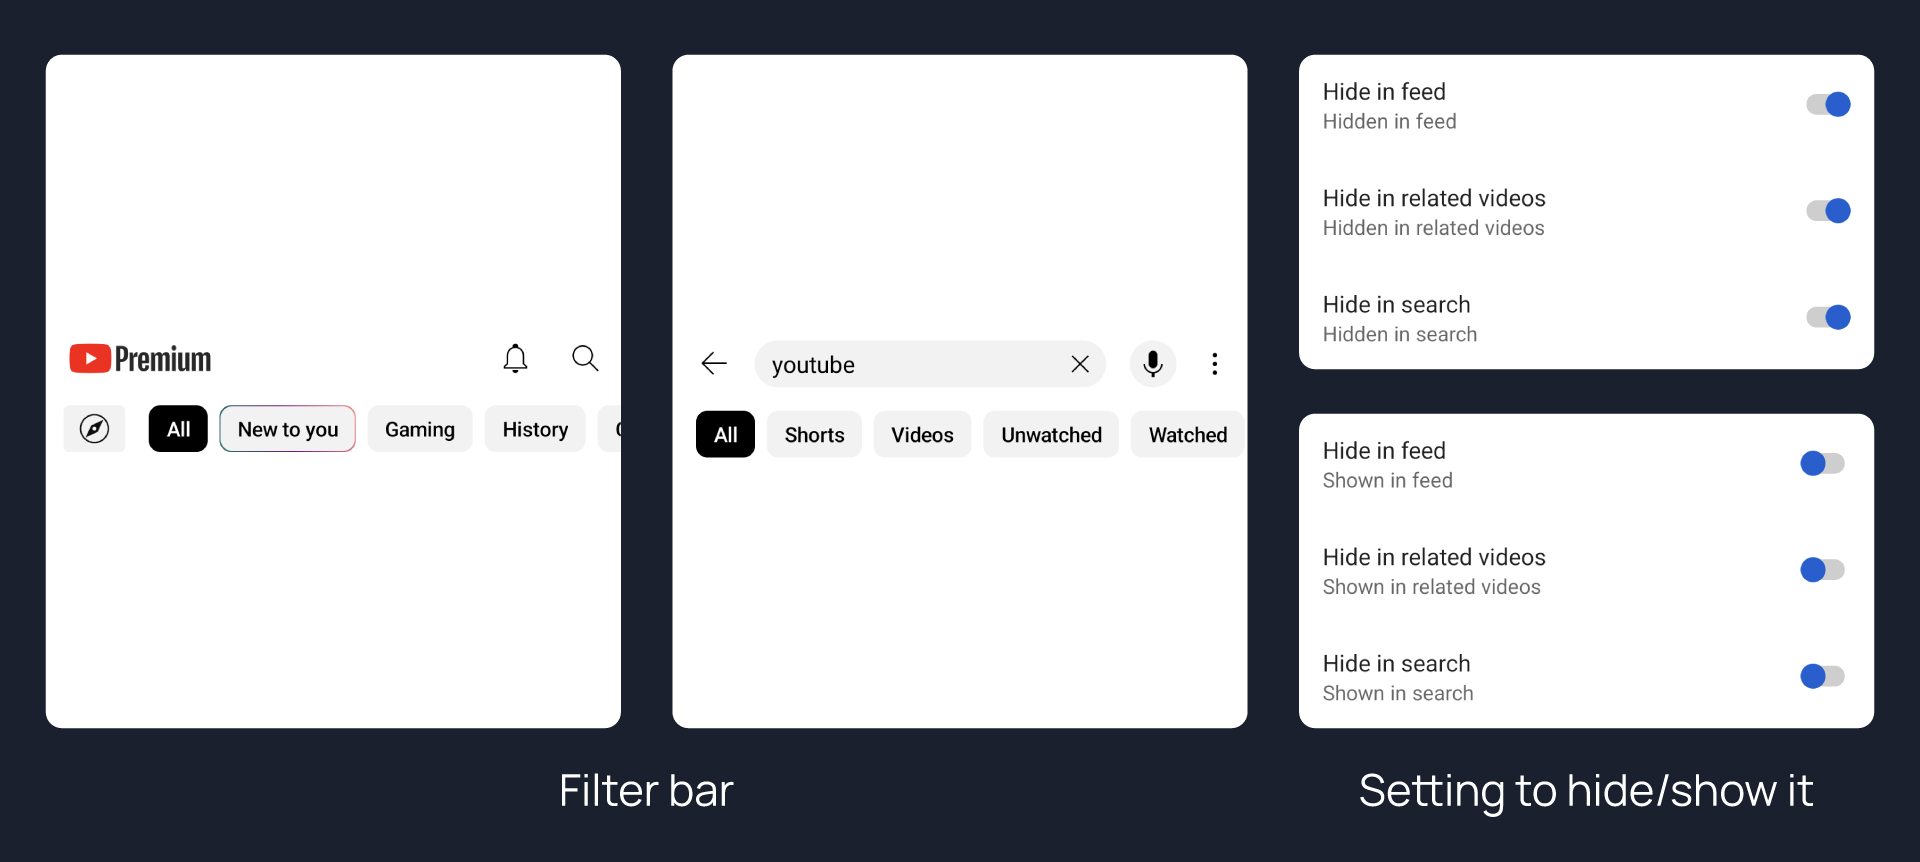 Premium
All New to you Gaming History
youtube
All Shorts Videos Unwatched Watched
Hide in feed
Hidden in feed
Hide in related videos
Hidden in related videos
Hide in search
Hidden in search
Hide in feed
Shown in feed
Hide in related videos
Shown in related videos
Hide in search
Shown in search
Filter bar
Setting to hide/show it